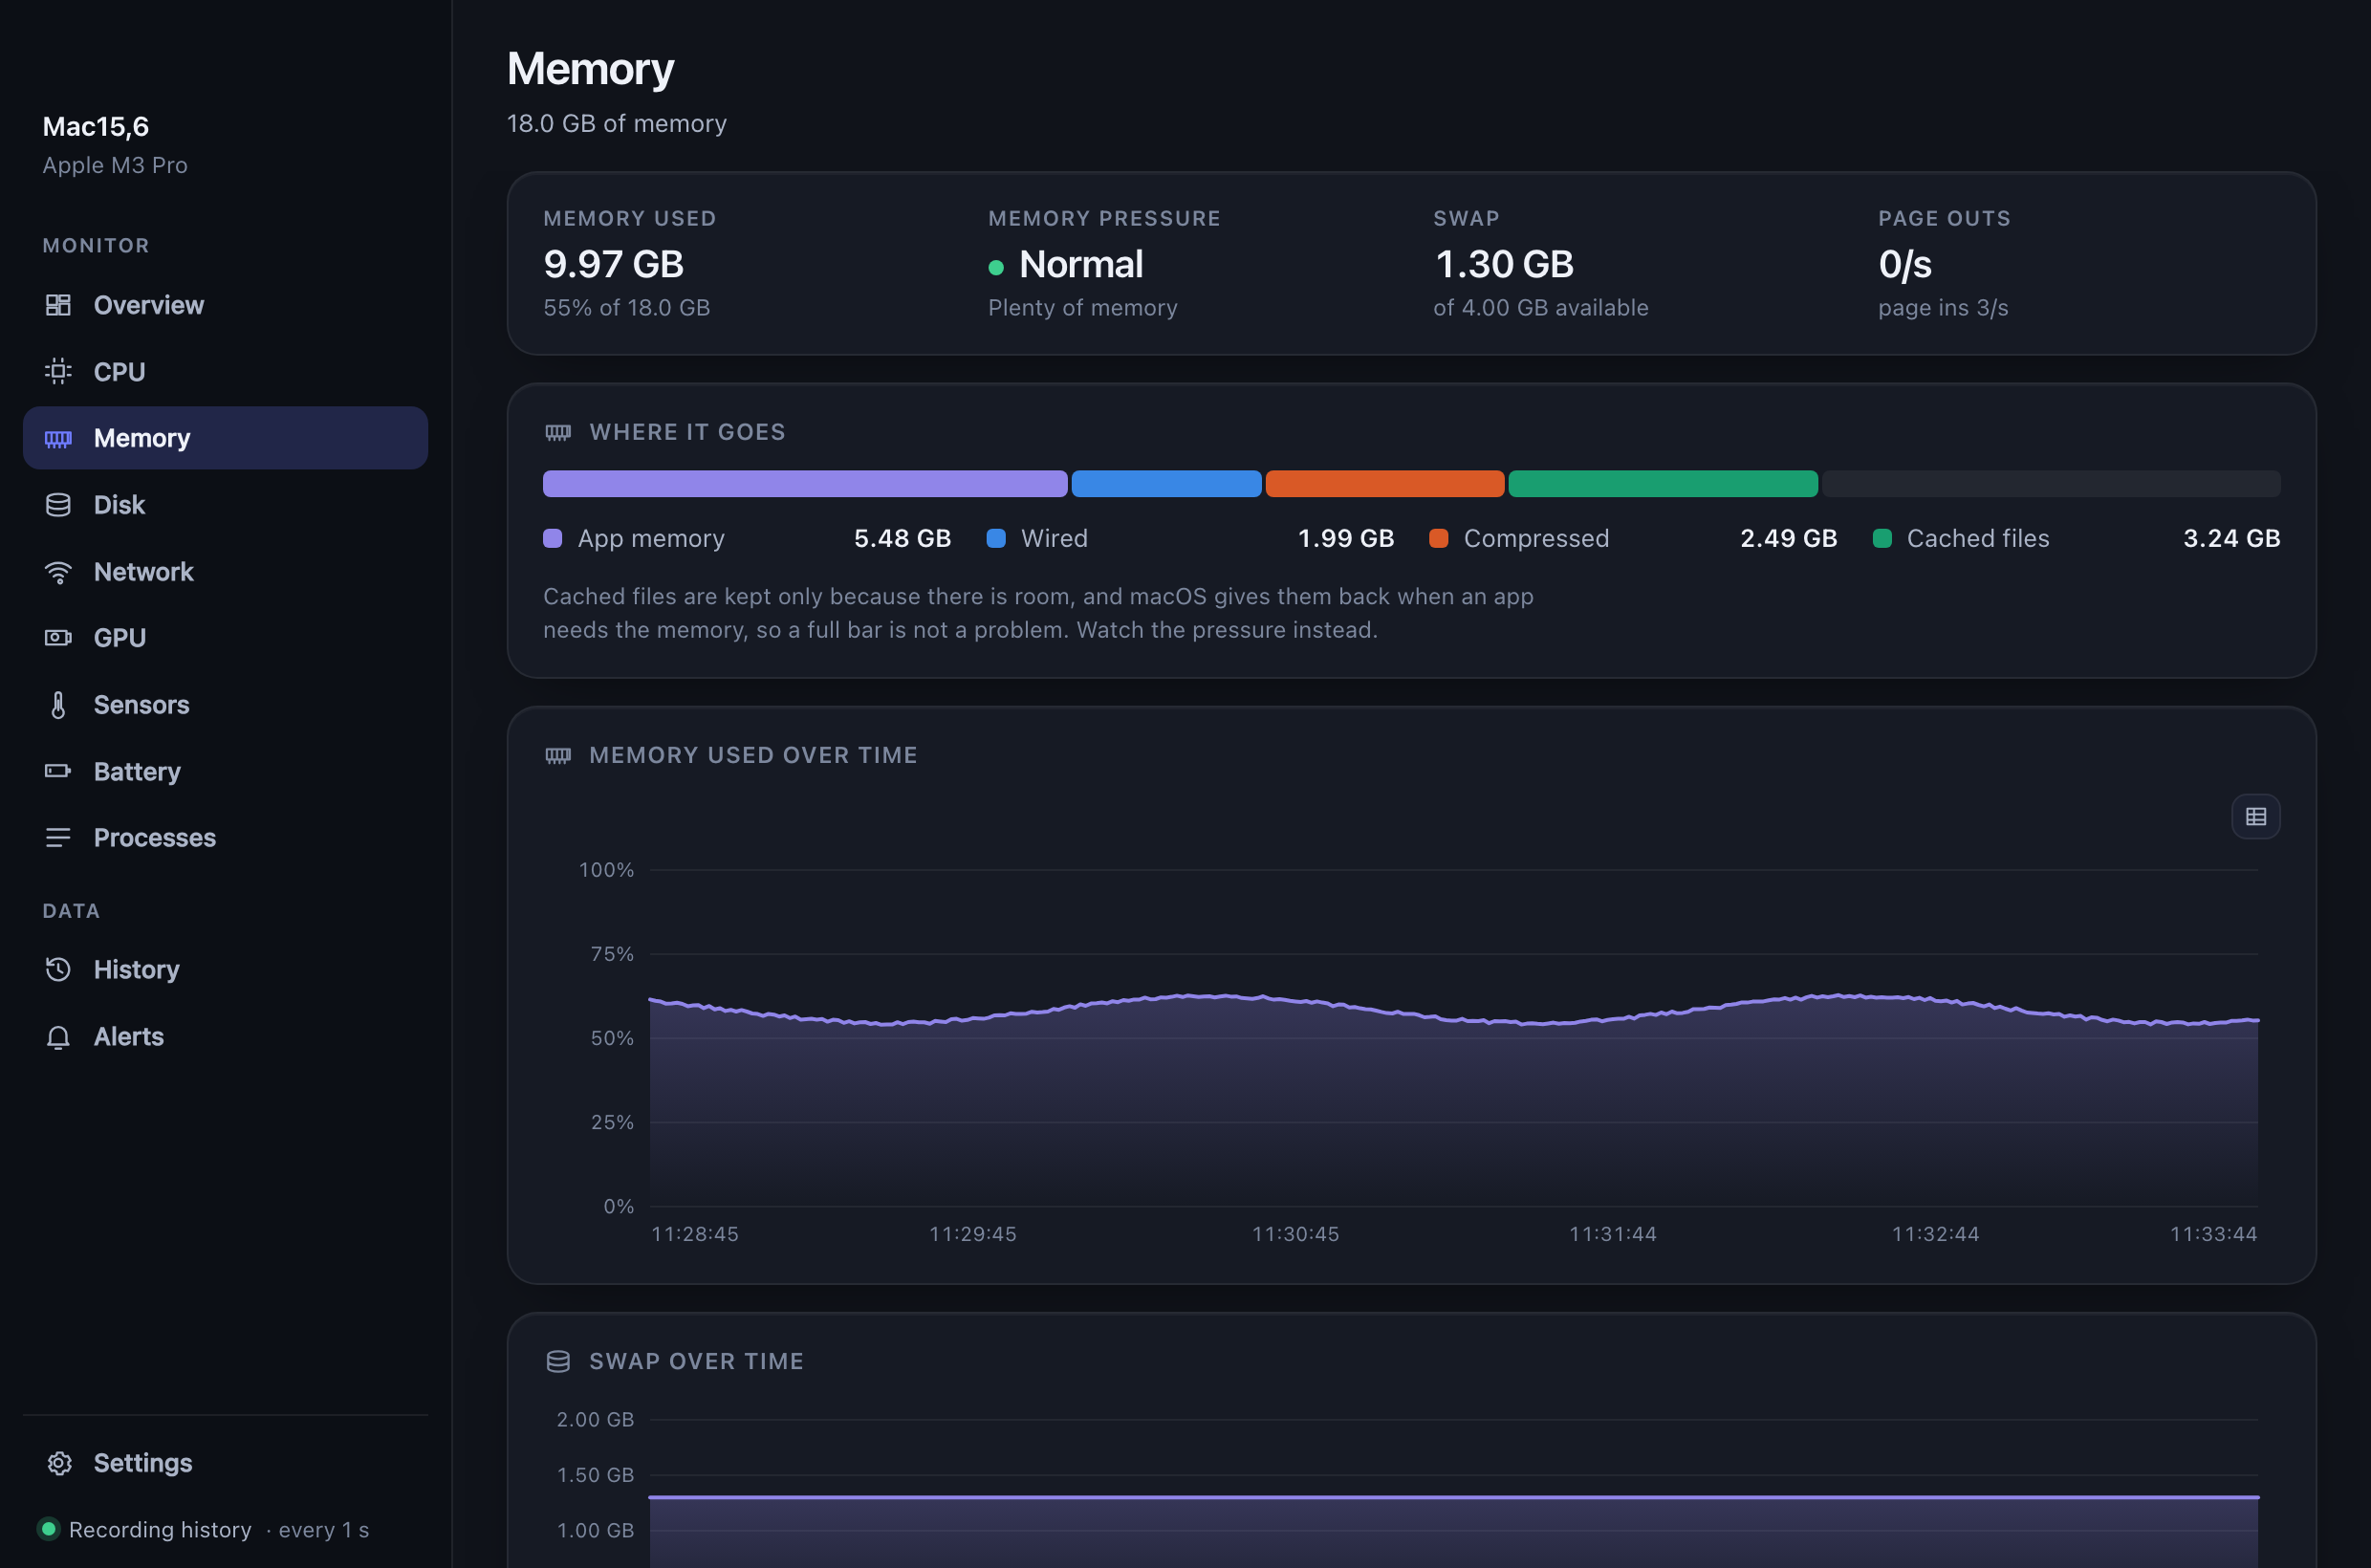 Mac15,6
Apple M3 Pro
MONITOR
Overview
CPU
Memory
Disk
Network
GPU
Sensors
Battery
Processes
DATA
History
Alerts
Settings
Recording history · every 1 s
Memory
18.0 GB of memory
MEMORY USED
9.97 GB
55% of 18.0 GB
MEMORY PRESSURE
Normal
Plenty of memory
SWAP
1.30 GB
of 4.00 GB available
PAGE OUTS
0/s
page ins 3/s
WHERE IT GOES
App memory 5.48 GB
Wired 1.99 GB
Compressed 2.49 GB
Cached files 3.24 GB
Cached files are kept only because there is room, and macOS gives them back when an app
needs the memory, so a full bar is not a problem. Watch the pressure instead.
MEMORY USED OVER TIME
100%
75%
50%
25%
0%
11:28:45 11:29:45 11:30:45 11:31:44 11:32:44 11:33:44
SWAP OVER TIME
2.00 GB
1.50 GB
1.00 GB